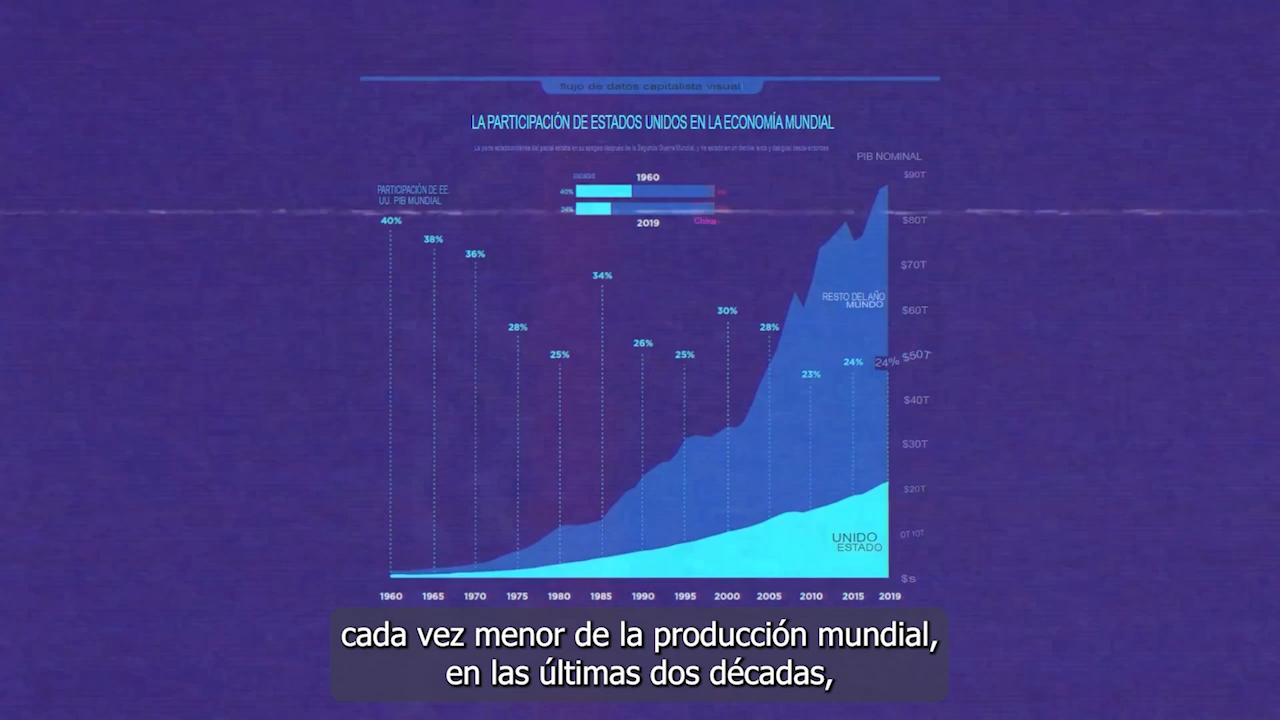 flujo de datos capitalista visual
LA PARTICIPACIÓN DE ESTADOS UNIDOS EN LA ECONOMÍA MUNDIAL
PIB NOMINAL
$90T
1960
40%
24%
2019
China
PARTICIPACIÓN DE EE.
UU. PIB MUNDIAL
40%
38%
36%
28%
25%
34%
26%
25%
30%
28%
23%
24%
24%
$80T
$70T
$60T
$50T
$40T
$30T
$20T
RESTO DEL AÑO
MUNDO
UNIDO
ESTADO
$s
1960 1965 1970 1975 1980 1985 1990 1995 2000 2005 2010 2015 2019
cada vez menor de la producción mundial,
en las últimas dos décadas,